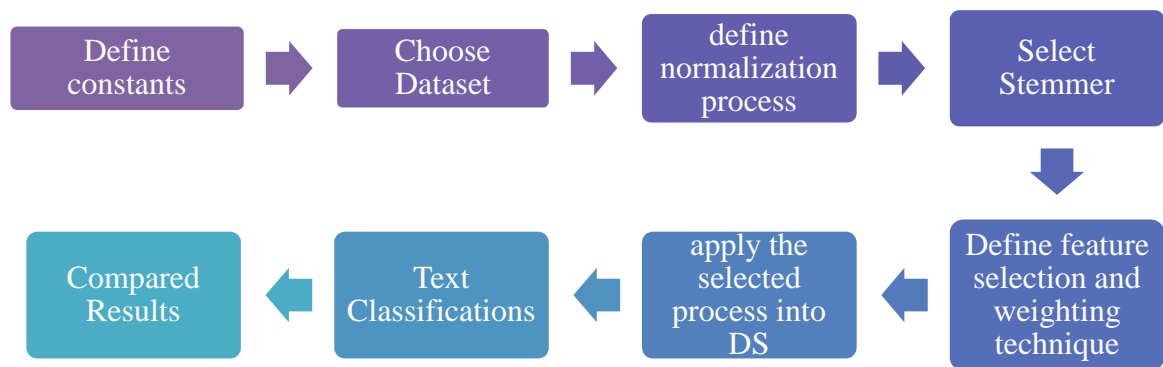 Define
constants
Choose
Dataset
define
normalization
process
Select
Stemmer
Define feature
selection and
weighting
technique
apply the
selected
process into
DS
Text
Classifications
Compared
Results